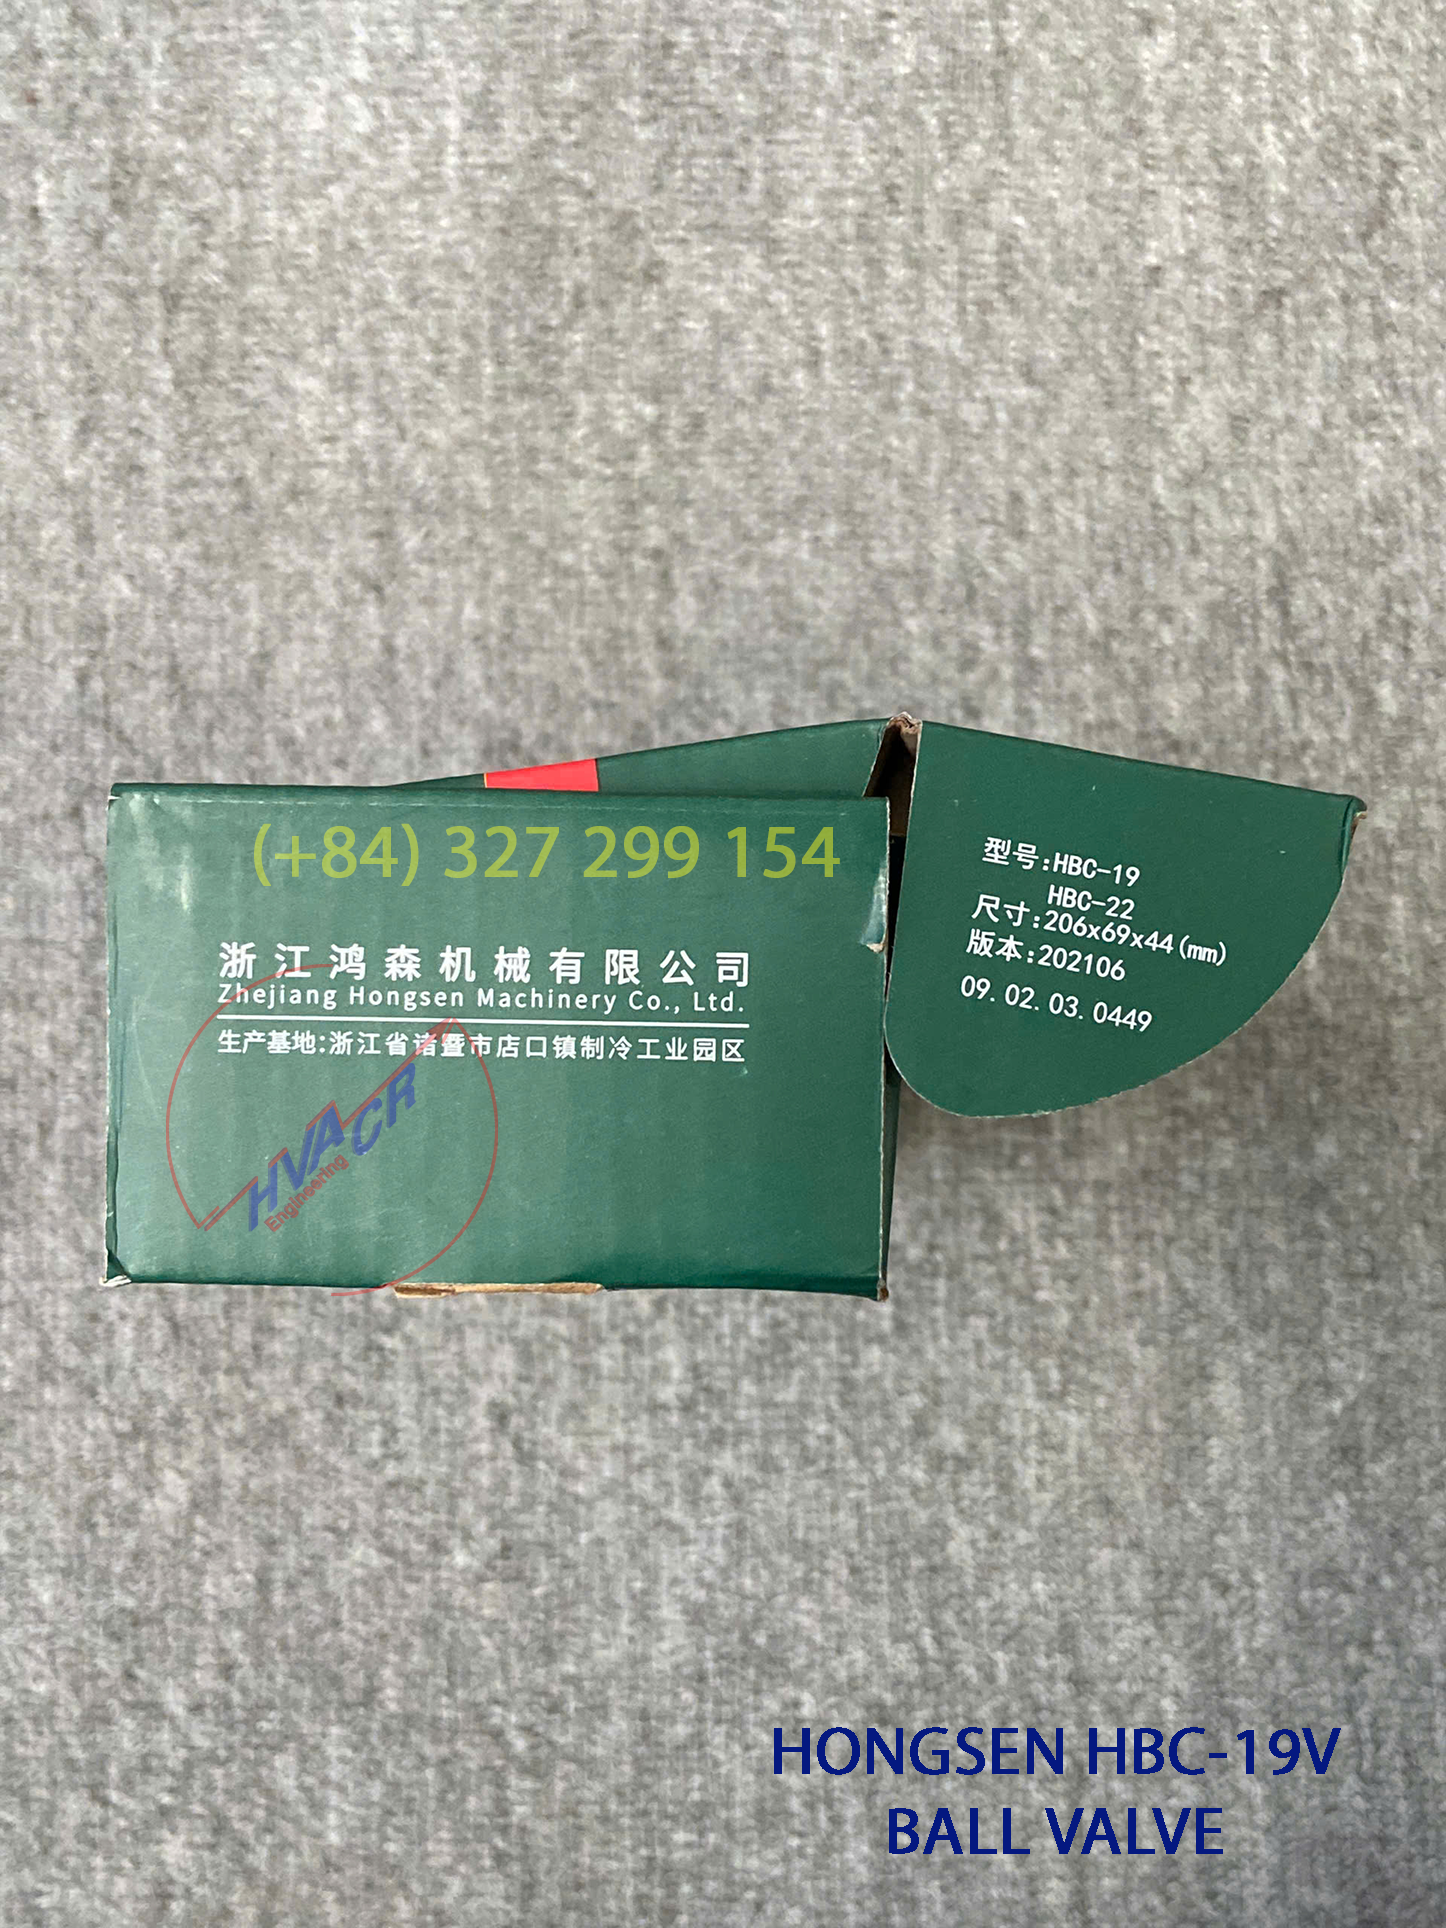 (+84) 327 299 154
浙江鸿森机械有限公司
Zhejiang Hongsen Machinery Co., Ltd.
生产基地:浙江省诸暨市店口镇制冷工业园区
HVACR
Engineering
型号:HBC-19
HBC-22
尺寸:206x69x44(mm)
版本:202106
09.02.03.0449
HONGSEN HBC-19V
BALL VALVE